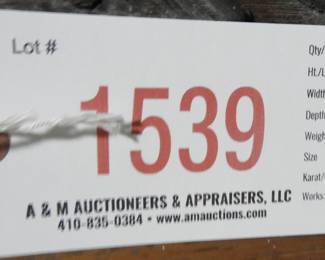 Lot #
1539
A & M AUCTIONEERS & APPRAISERS, LLC
410-835-0384 • www.amauctions.com
Qty/
Ht./L
Width
Depth
Weigh
Size
Karat/
Works: